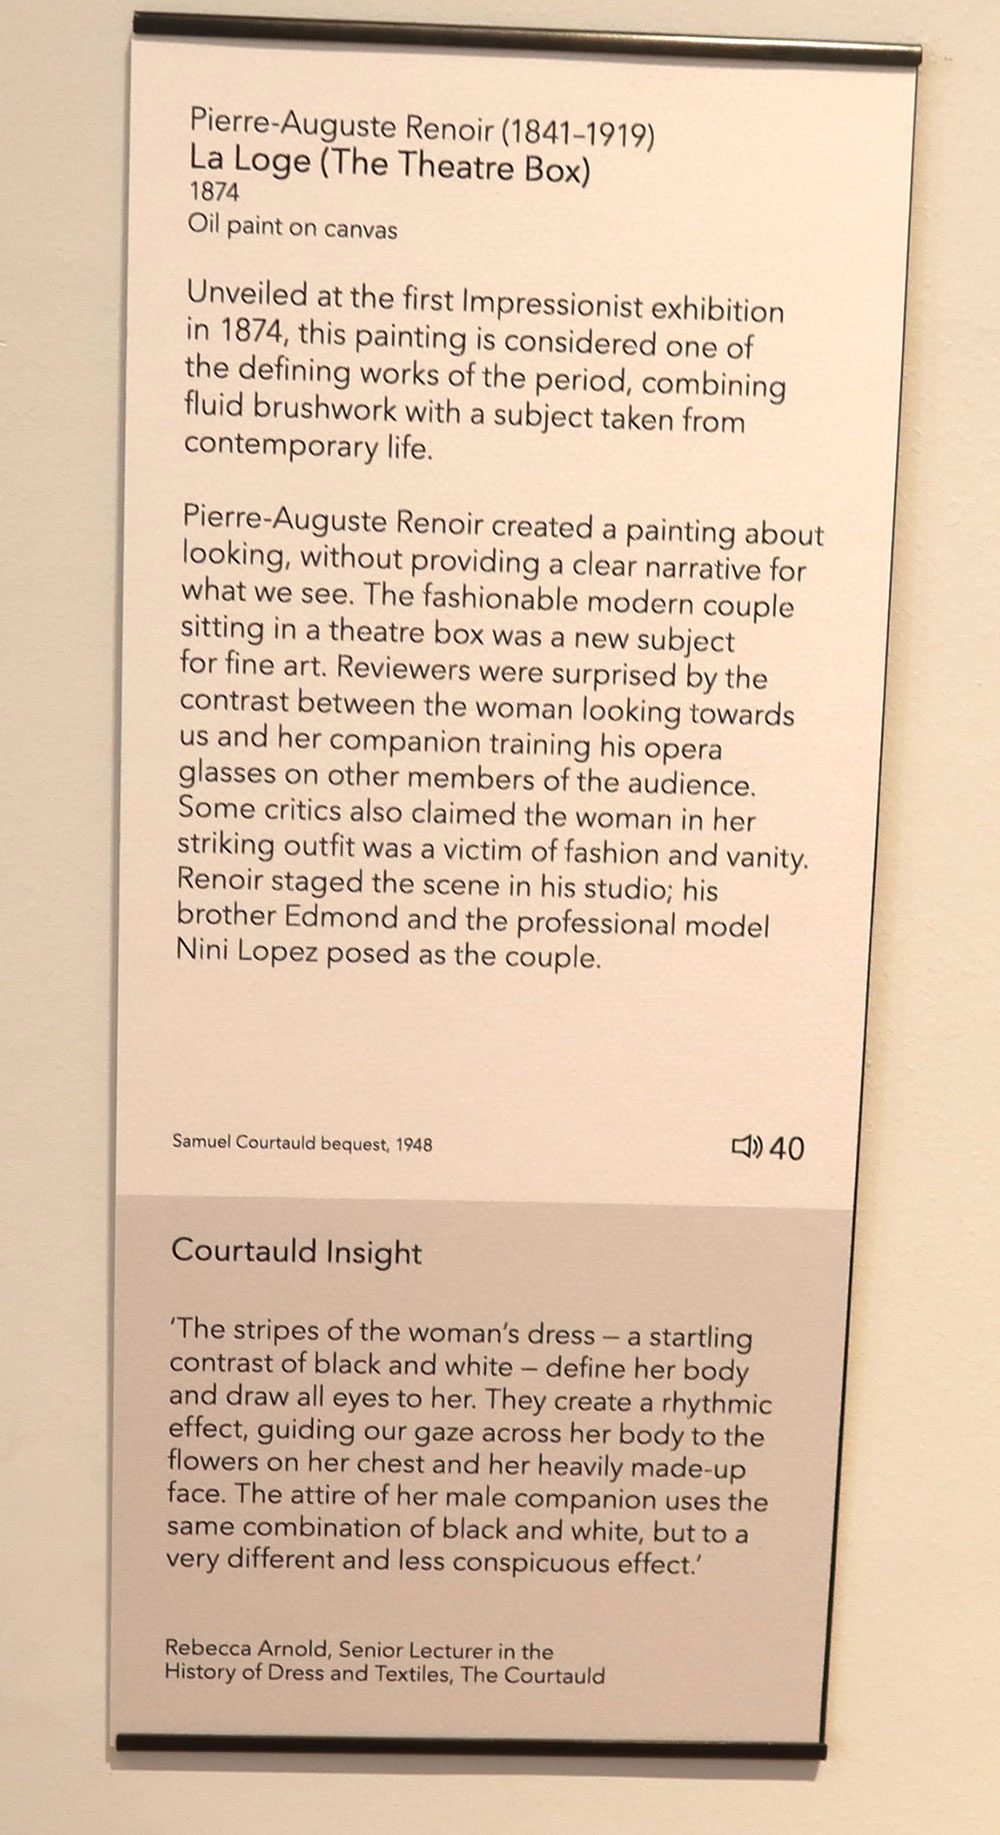 Pierre-Auguste Renoir (1841–1919)
La Loge (The Theatre Box)
1874
Oil paint on canvas
Unveiled at the first Impressionist exhibition
in 1874, this painting is considered one of
the defining works of the period, combining
fluid brushwork with a subject taken from
contemporary life.
Pierre-Auguste Renoir created a painting about
looking, without providing a clear narrative for
what we see. The fashionable modern couple
sitting in a theatre box was a new subject
for fine art. Reviewers were surprised by the
contrast between the woman looking towards
us and her companion training his opera
glasses on other members of the audience.
Some critics also claimed the woman in her
striking outfit was a victim of fashion and vanity.
Renoir staged the scene in his studio; his
brother Edmond and the professional model
Nini Lopez posed as the couple.
Samuel Courtauld bequest, 1948
40
Courtauld Insight
‘The stripes of the woman’s dress – a startling
contrast of black and white – define her body
and draw all eyes to her. They create a rhythmic
effect, guiding our gaze across her body to the
flowers on her chest and her heavily made-up
face. The attire of her male companion uses the
same combination of black and white, but to a
very different and less conspicuous effect.’
Rebecca Arnold, Senior Lecturer in the
History of Dress and Textiles, The Courtauld